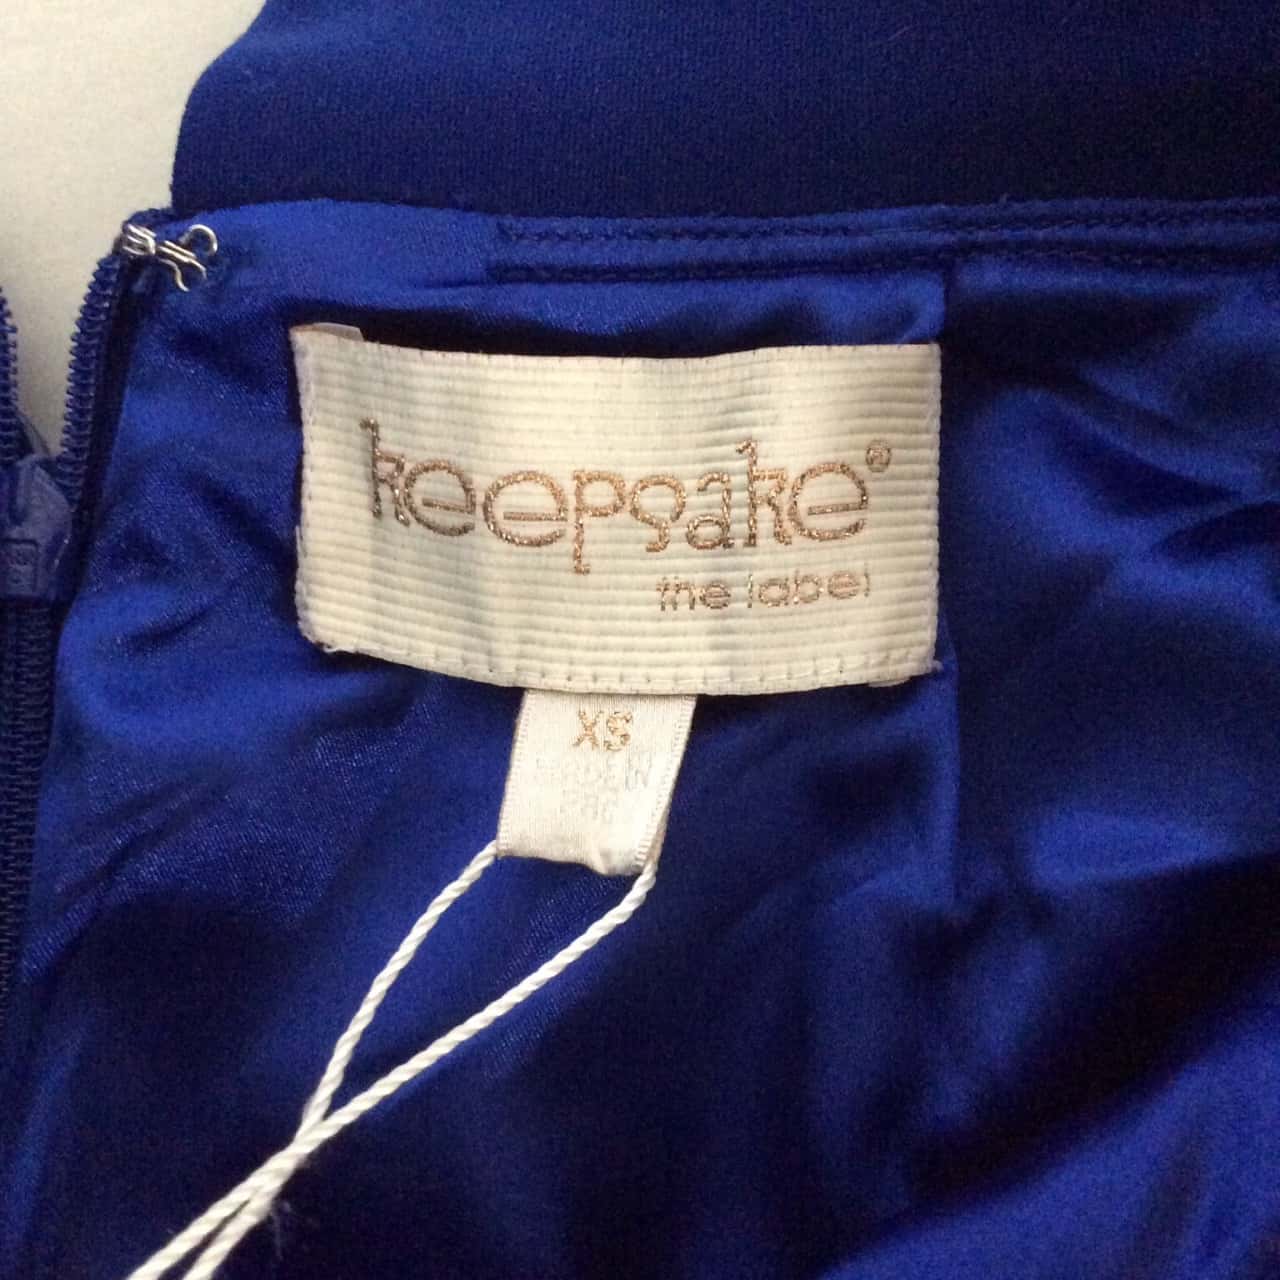 keepsake®
the label
XS